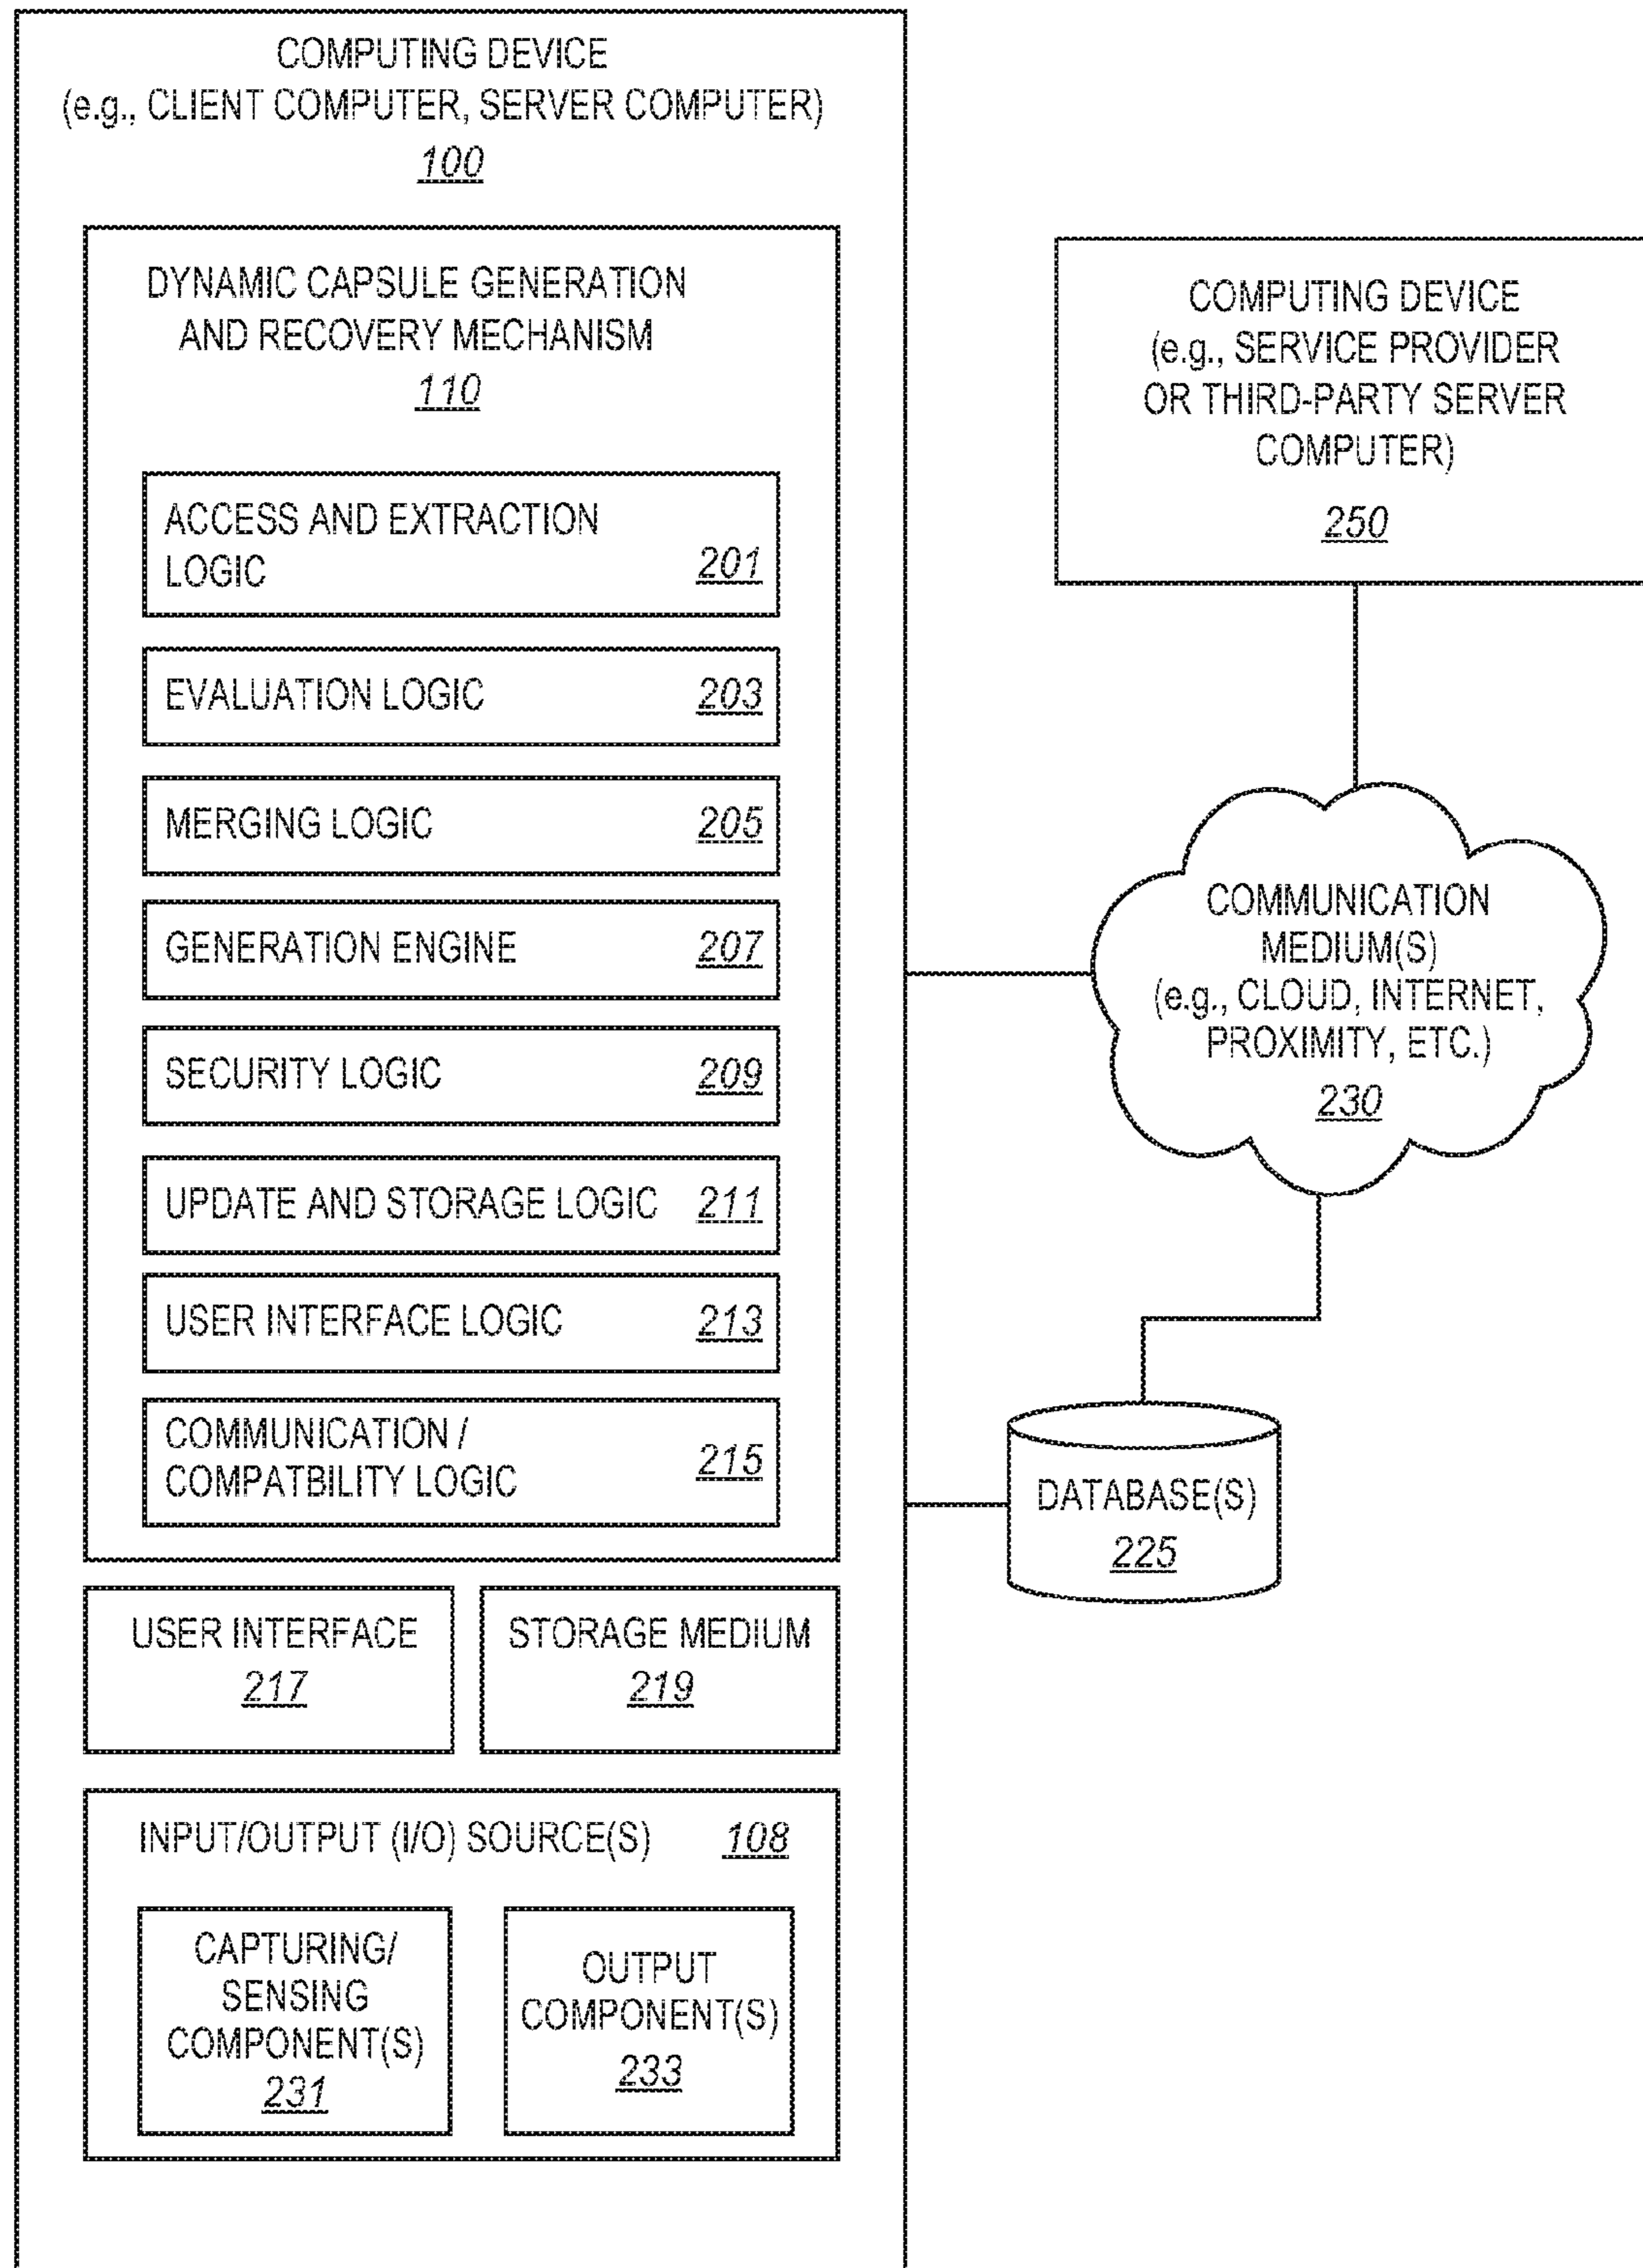 COMPUTING DEVICE
(e.g., CLIENT COMPUTER, SERVER COMPUTER)
100
DYNAMIC CAPSULE GENERATION
AND RECOVERY MECHANISM
110
ACCESS AND EXTRACTION
LOGIC 201
EVALUATION LOGIC 203
MERGING LOGIC 205
GENERATION ENGINE 207
SECURITY LOGIC 209
UPDATE AND STORAGE LOGIC 211
USER INTERFACE LOGIC 213
COMMUNICATION /
COMPATBILITY LOGIC 215
USER INTERFACE
217
STORAGE MEDIUM
219
INPUT/OUTPUT (I/O) SOURCE(S) 108
CAPTURING/
SENSING
COMPONENT(S)
231
OUTPUT
COMPONENT(S)
233
COMPUTING DEVICE
(e.g., SERVICE PROVIDER
OR THIRD-PARTY SERVER
COMPUTER)
250
COMMUNICATION
MEDIUM(S)
(e.g., CLOUD, INTERNET,
PROXIMITY, ETC.)
230
DATABASE(S)
225